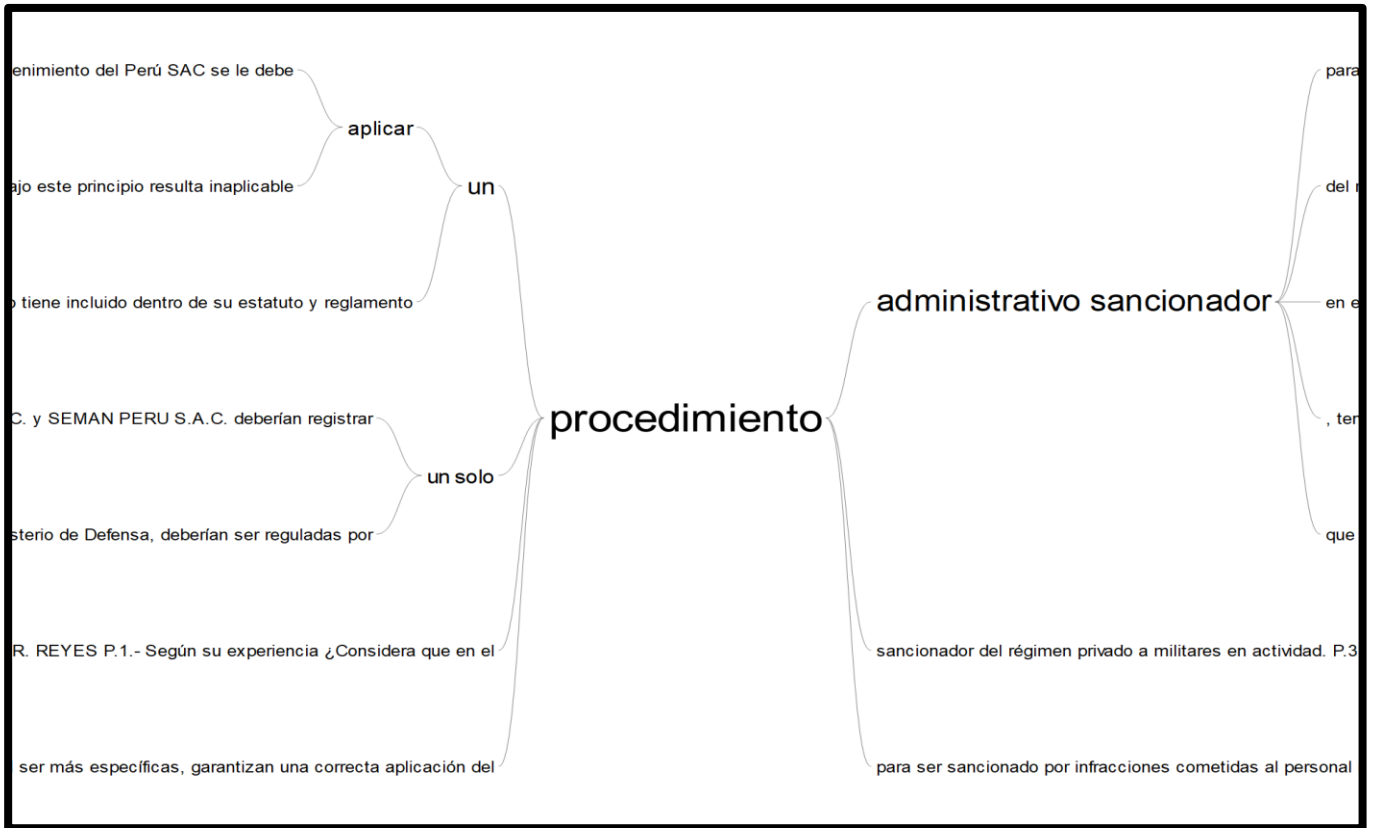 enimiento del Perú SAC se le debe
aplicar
ajo este principio resulta inaplicable
un
tiene incluido dentro de su estatuto y reglamento
C. y SEMAN PERU S.A.C. deberían registrar
un solo
sterio de Defensa, deberían ser reguladas por
R. REYES P.1.- Según su experiencia ¿Considera que en el
ser más específicas, garantizan una correcta aplicación del
procedimiento
administrativo sancionador
para
del
en e
, ten
que
sancionador del régimen privado a militares en actividad. P.3
para ser sancionado por infracciones cometidas al personal